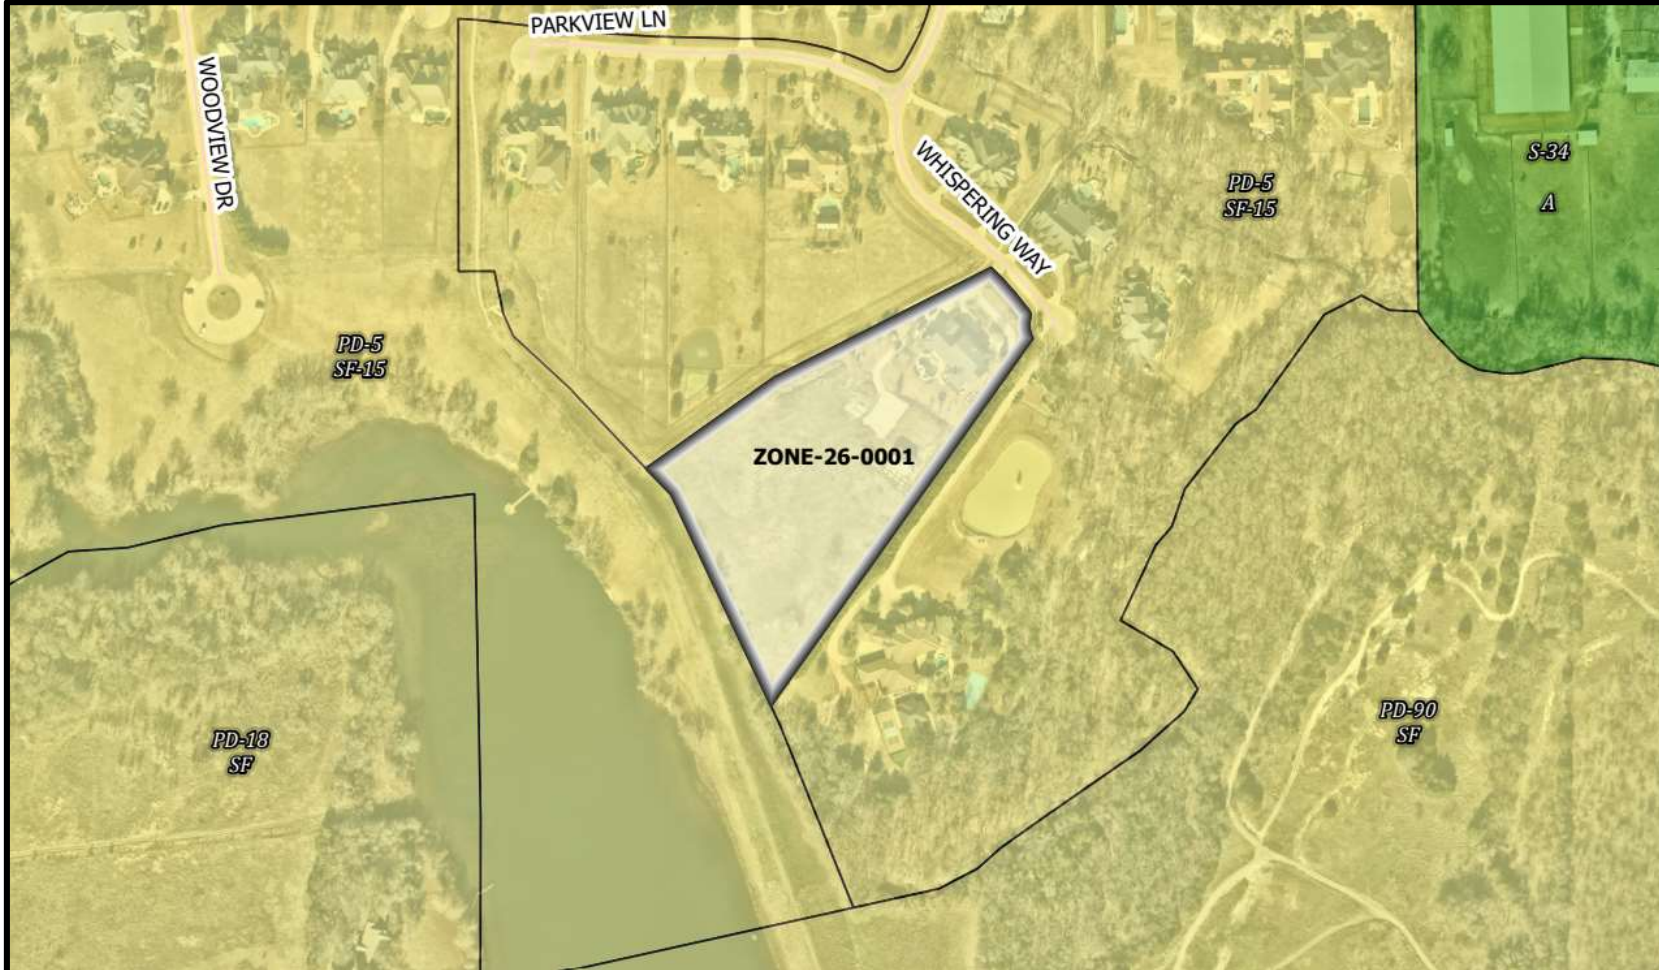 PARKVIEW LN
WOODVIEW DR
WHISPERING WAY
S-34
A
PD-5
SF-15
PD-5
SF-15
ZONE-26-0001
PD-18
SF
PD-90
SF